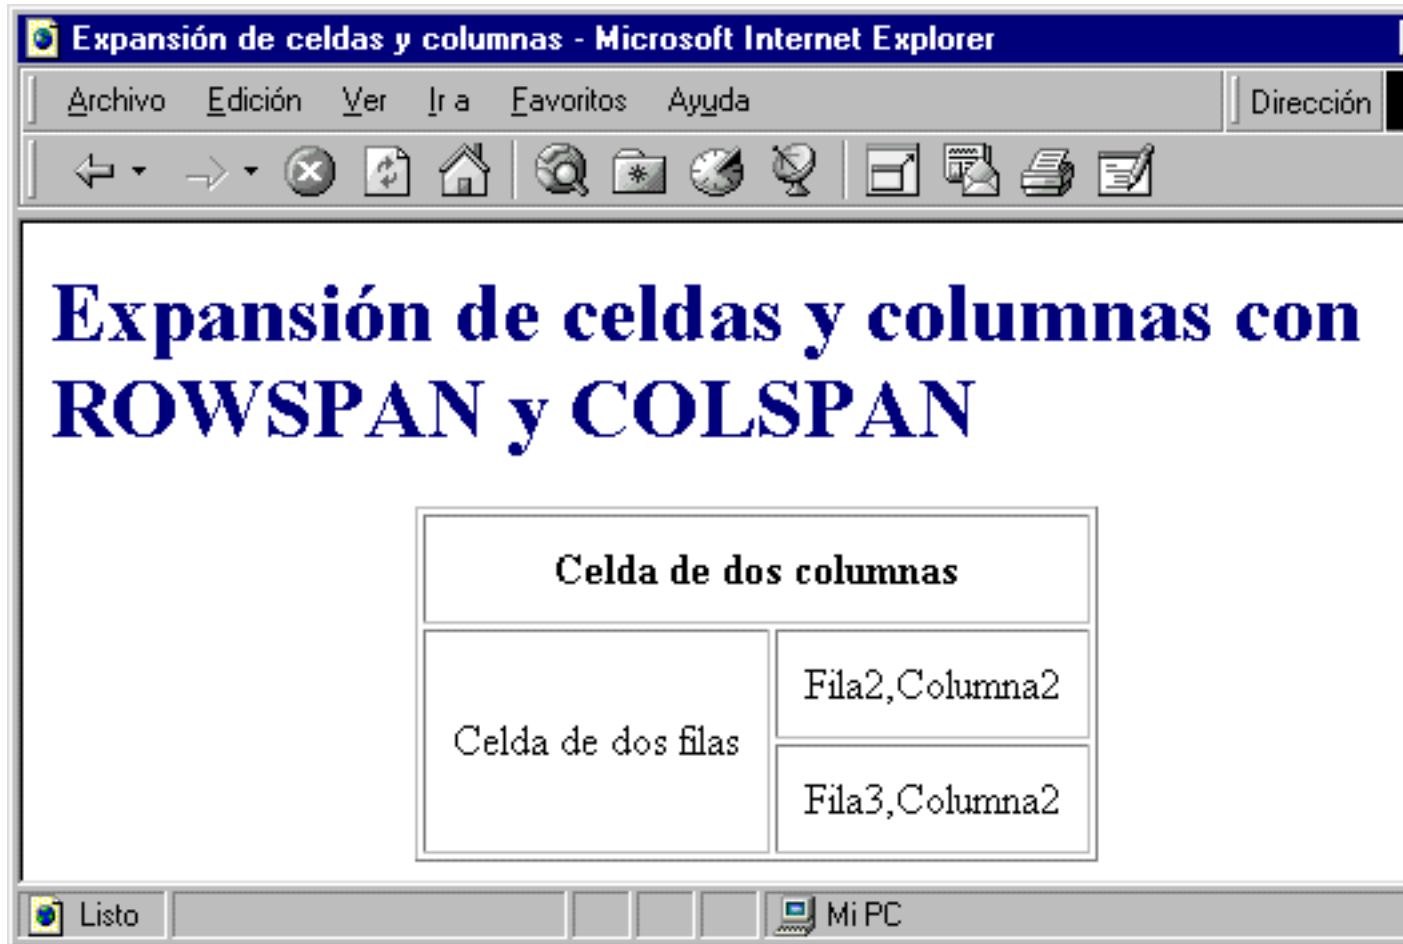 Expansión de celdas y columnas - Microsoft Internet Explorer
Archivo Edición Ver Ir a Favoritos Ayuda Dirección
Expansión de celdas y columnas con
ROWSPAN y COLSPAN
Celda de dos columnas
Celda de dos filas
Fila2,Columna2
Fila3,Columna2
Listo Mi PC